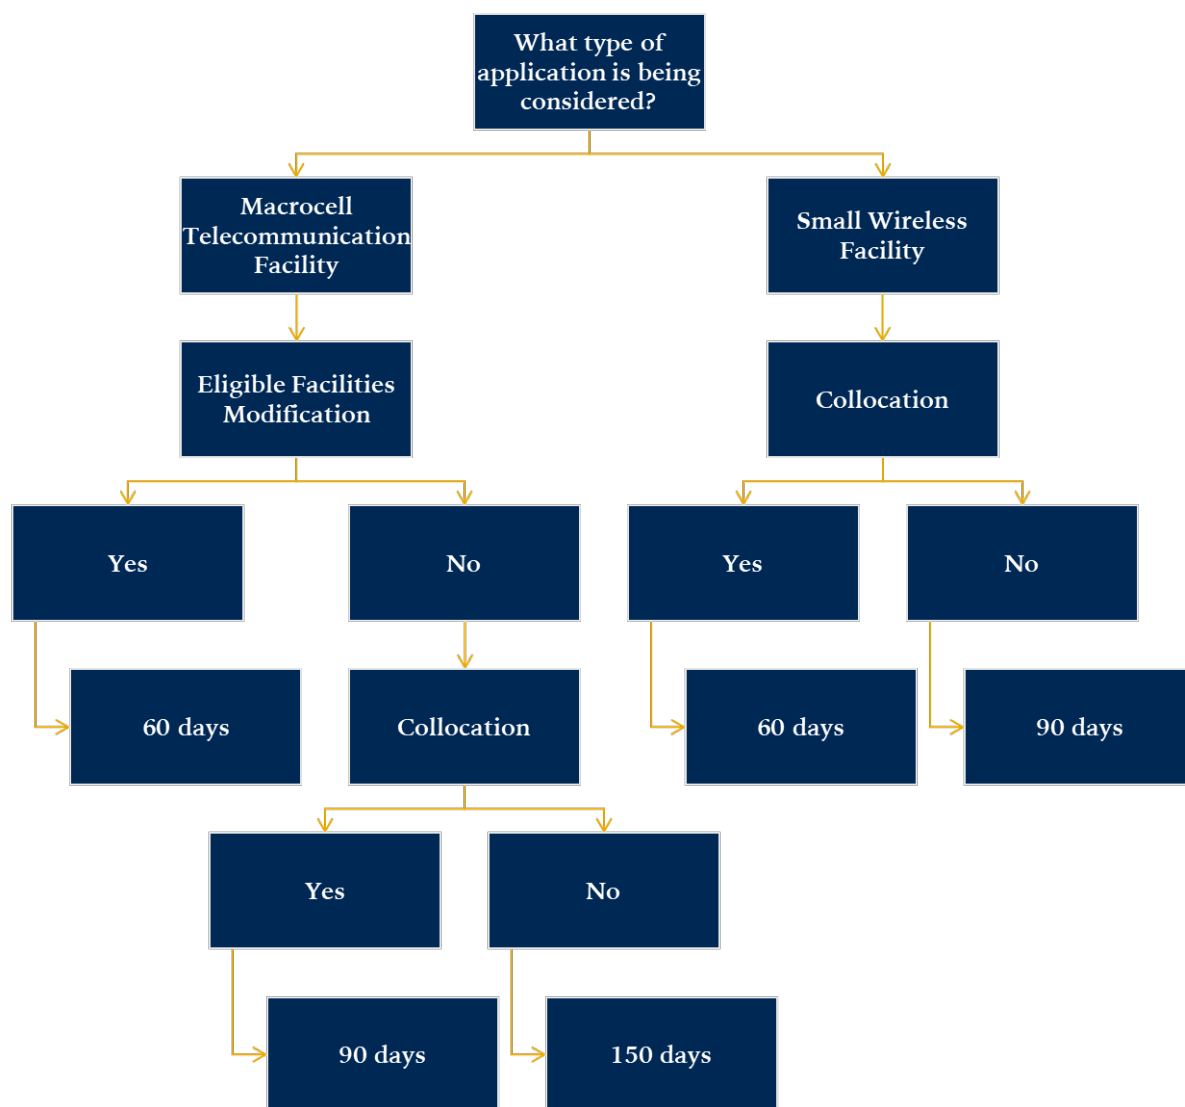 What type of
application is being
considered?
Macrocell
Telecommunication
Facility
Small Wireless
Facility
Eligible Facilities
Modification
Collocation
Yes
No
Yes
No
60 days
Collocation
60 days
90 days
Yes
No
90 days
150 days